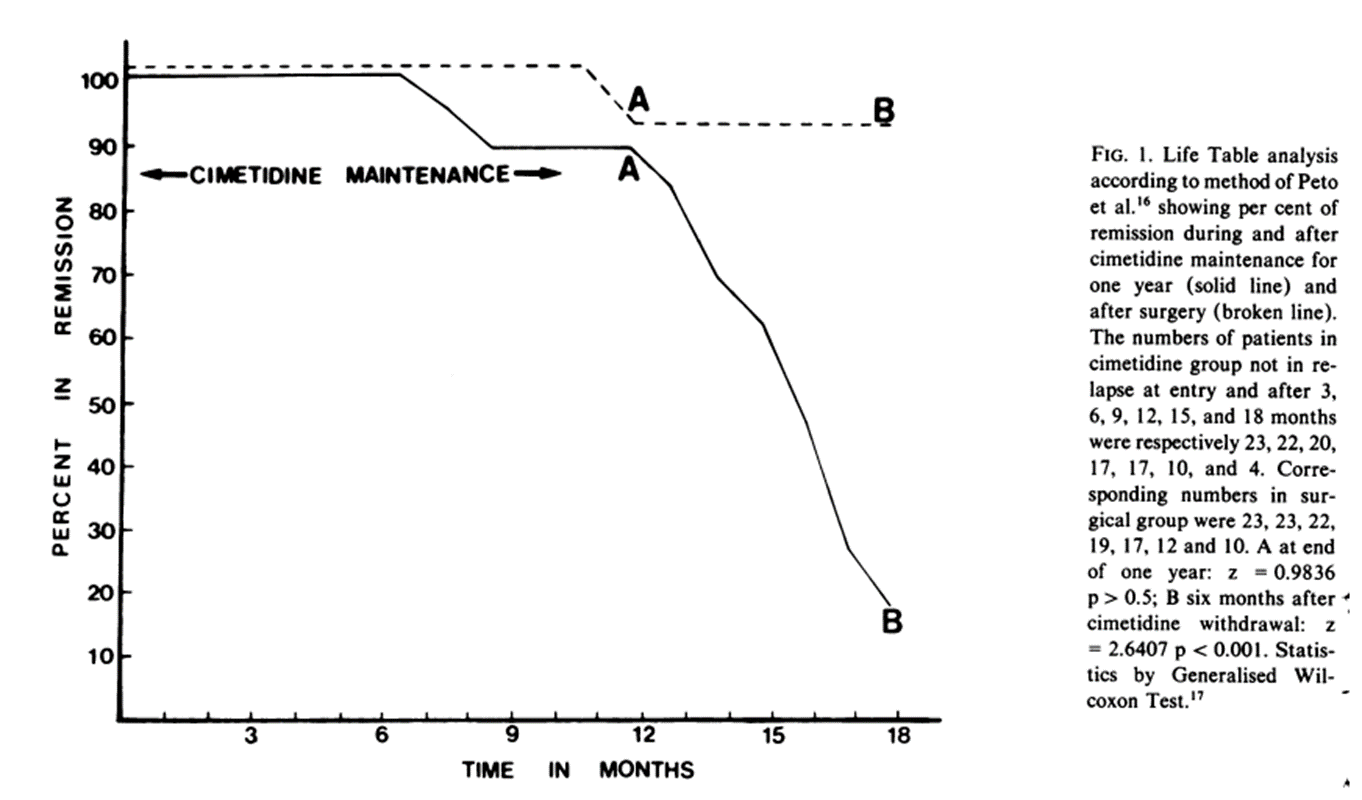 100
90
80
70
60
50
40
30
20
10
PERCENT IN REMISSION
A
B
CIMETIDINE MAINTENANCE
A
B
3 6 9 12 15 18
TIME IN MONTHS
FIG. 1. Life Table analysis
according to method of Peto
et al.16 showing per cent of
remission during and after
cimetidine maintenance for
one year (solid line) and
after surgery (broken line).
The numbers of patients in
cimetidine group not in re-
lapse at entry and after 3,
6, 9, 12, 15, and 18 months
were respectively 23, 22, 20,
17, 17, 10, and 4. Corre-
sponding numbers in sur-
gical group were 23, 23, 22,
19, 17, 12 and 10. A at end
of one year: z = 0.9836
p > 0.5; B six months after
cimetidine withdrawal: z
= 2.6407 p < 0.001. Statis-
tics by Generalised Wil-
coxon Test.17